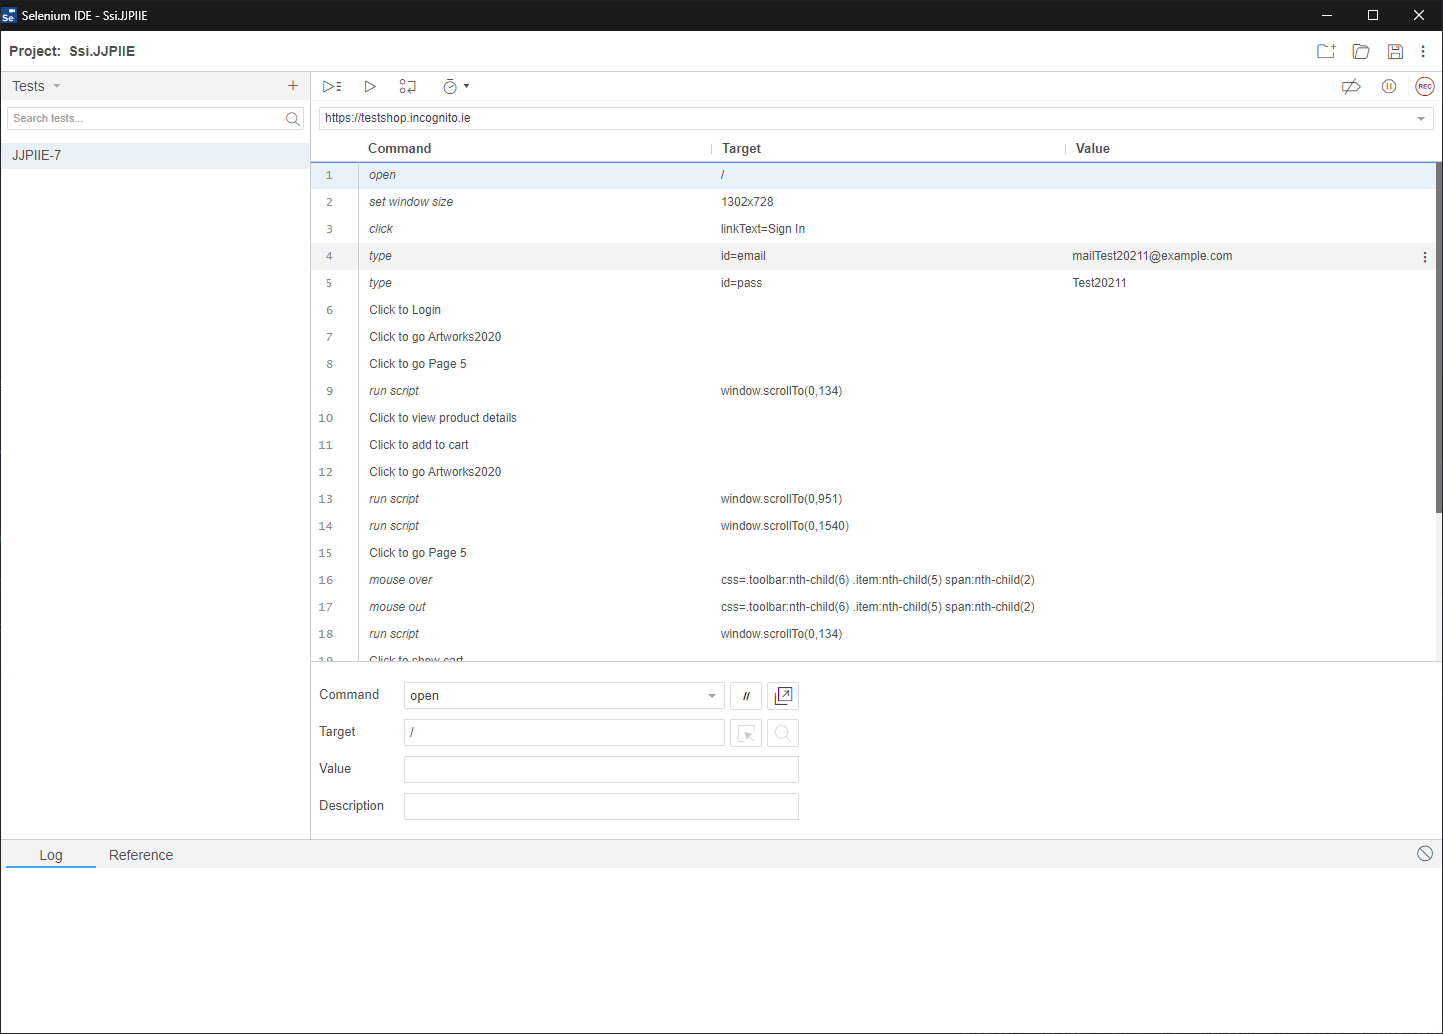 Selenium IDE - Ssi.JJPIIE
Project: Ssi.JJPIIE
Tests
Search tests...
JJPIIE-7
REC
https://testshop.incognito.ie
Command Target Value
1 open /
2 set window size 1302x728
3 click linkText=Sign In
4 type id=email mailTest20211@example.com
5 type id=pass Test20211
6 Click to Login
7 Click to go Artworks2020
8 Click to go Page 5
9 run script window.scrollTo(0,134)
10 Click to view product details
11 Click to add to cart
12 Click to go Artworks2020
13 run script window.scrollTo(0,951)
14 run script window.scrollTo(0,1540)
15 Click to go Page 5
16 mouse over css=.toolbar:nth-child(6) .item:nth-child(5) span:nth-child(2)
17 mouse out css=.toolbar:nth-child(6) .item:nth-child(5) span:nth-child(2)
18 run script window.scrollTo(0,134)
19 Click to show cart
Command open //
Target /
Value
Description
Log Reference